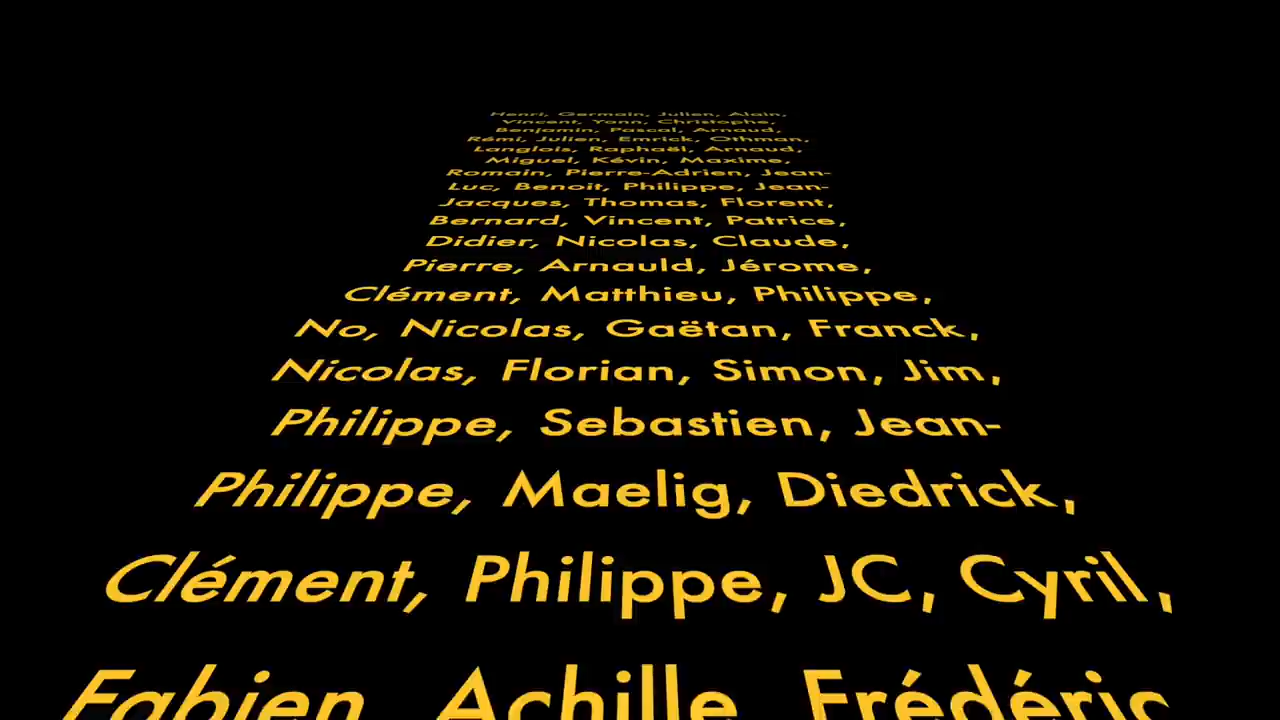 Henri, Germain, Julien, Alain,
Vincent, Yann, Christophe,
Benjamin, Pascal, Arnaud,
Rémi, Julien, Emrick, Othman,
Langlois, Raphaël, Arnaud,
Miguel, Kévin, Maxime,
Romain, Pierre-Adrien, Jean-
Luc, Benoit, Philippe, Jean-
Jacques, Thomas, Florent,
Bernard, Vincent, Patrice,
Didier, Nicolas, Claude,
Pierre, Arnauld, Jérome,
Clément, Matthieu, Philippe,
No, Nicolas, Gaëtan, Franck,
Nicolas, Florian, Simon, Jim,
Philippe, Sebastien, Jean-
Philippe, Maelig, Diedrick,
Clément, Philippe, JC, Cyril,
Fabien, Achille, Frédéric